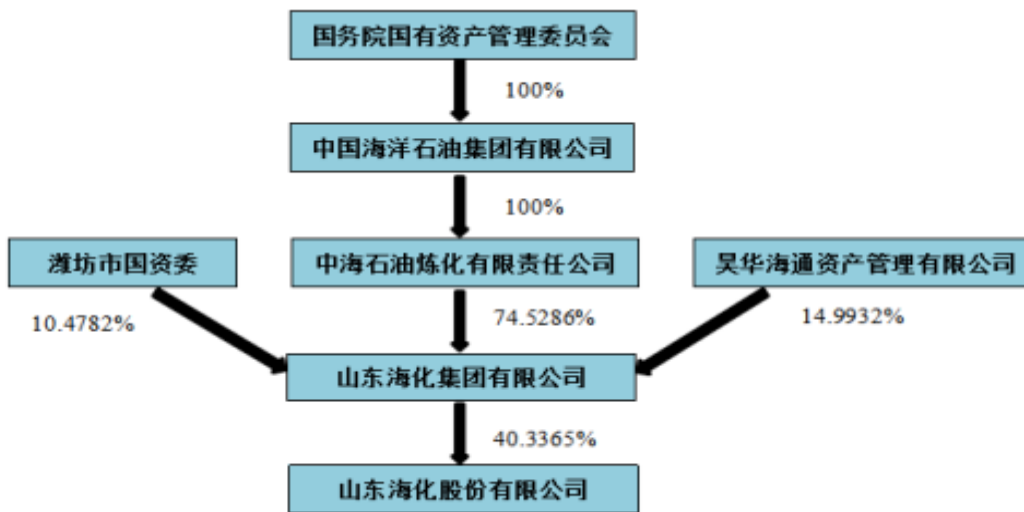 国务院国有资产管理委员会
100%
中国海洋石油集团有限公司
100%
潍坊市国资委
中海石油炼化有限责任公司
昊华海通资产管理有限公司
10.4782%
74.5286%
14.9932%
山东海化集团有限公司
40.3365%
山东海化股份有限公司